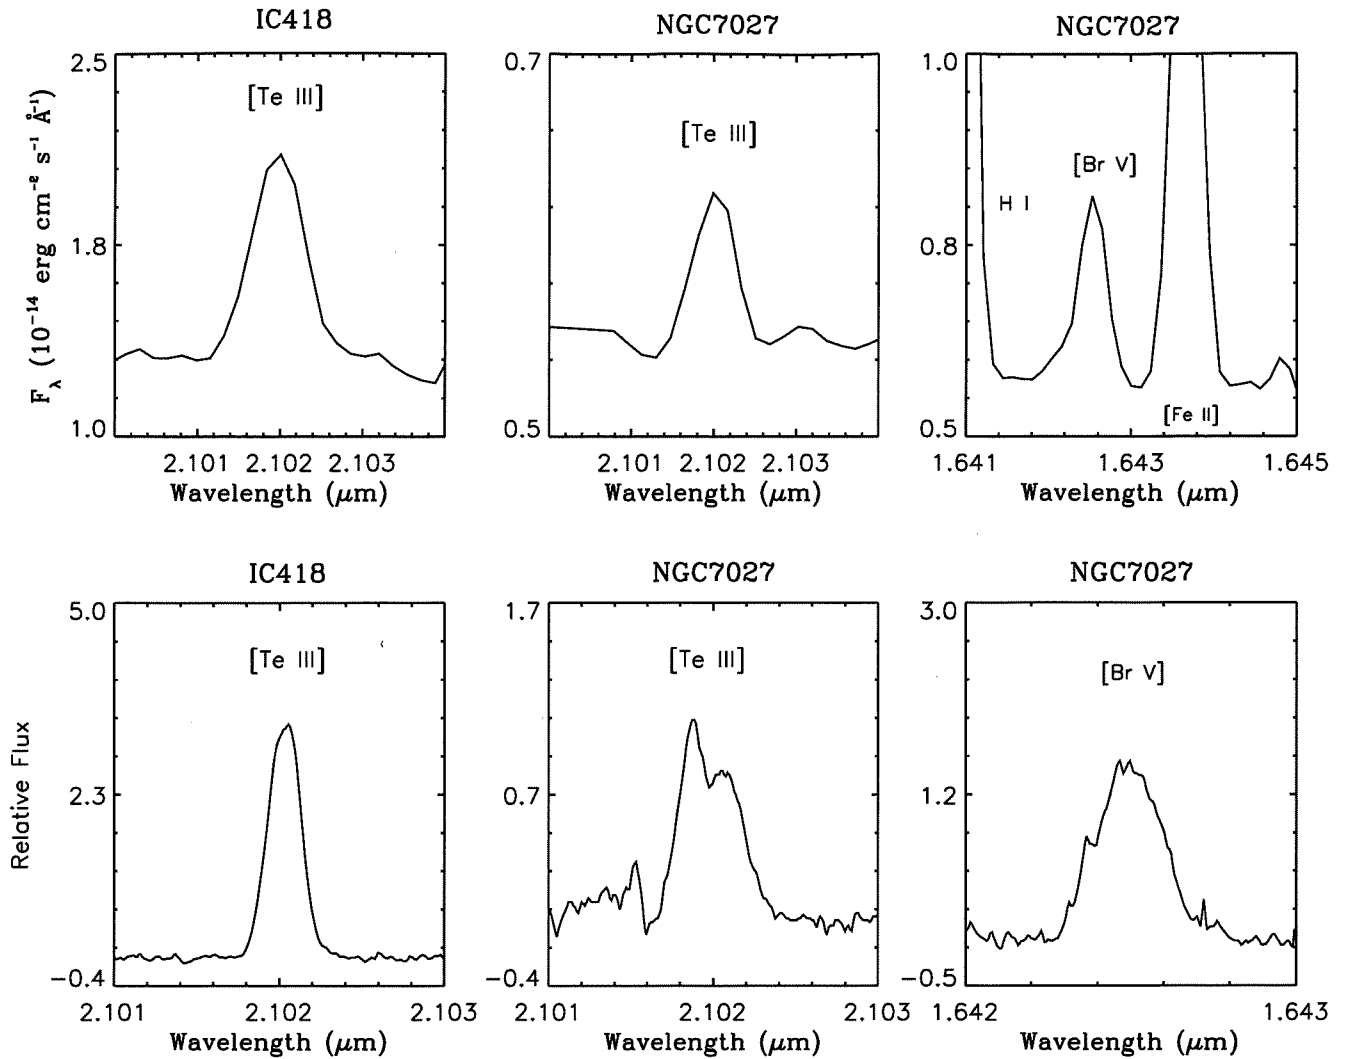 IC418
NGC7027
NGC7027
2.5
0.7
1.0
[Te III]
[Te III]
[Br V]
H I
F_λ (10⁻¹⁴ erg cm⁻² s⁻¹ Å⁻¹)
1.8
0.8
[Fe II]
1.0
0.5
0.5
2.101 2.102 2.103
2.101 2.102 2.103
1.641 1.643 1.645
Wavelength (μm)
Wavelength (μm)
Wavelength (μm)
IC418
NGC7027
NGC7027
5.0
1.7
3.0
[Te III]
[Te III]
[Br V]
Relative Flux
2.3
0.7
1.2
−0.4
−0.4
−0.5
2.101 2.102 2.103
2.101 2.102 2.103
1.642 1.643
Wavelength (μm)
Wavelength (μm)
Wavelength (μm)